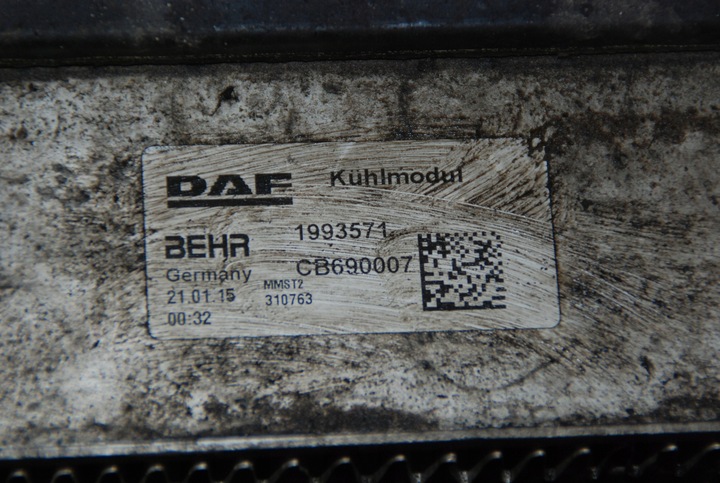 DAF Kühlmodul
BEHR 1993571
Germany CB690007
21.01.15 MMST2
310763
00:32